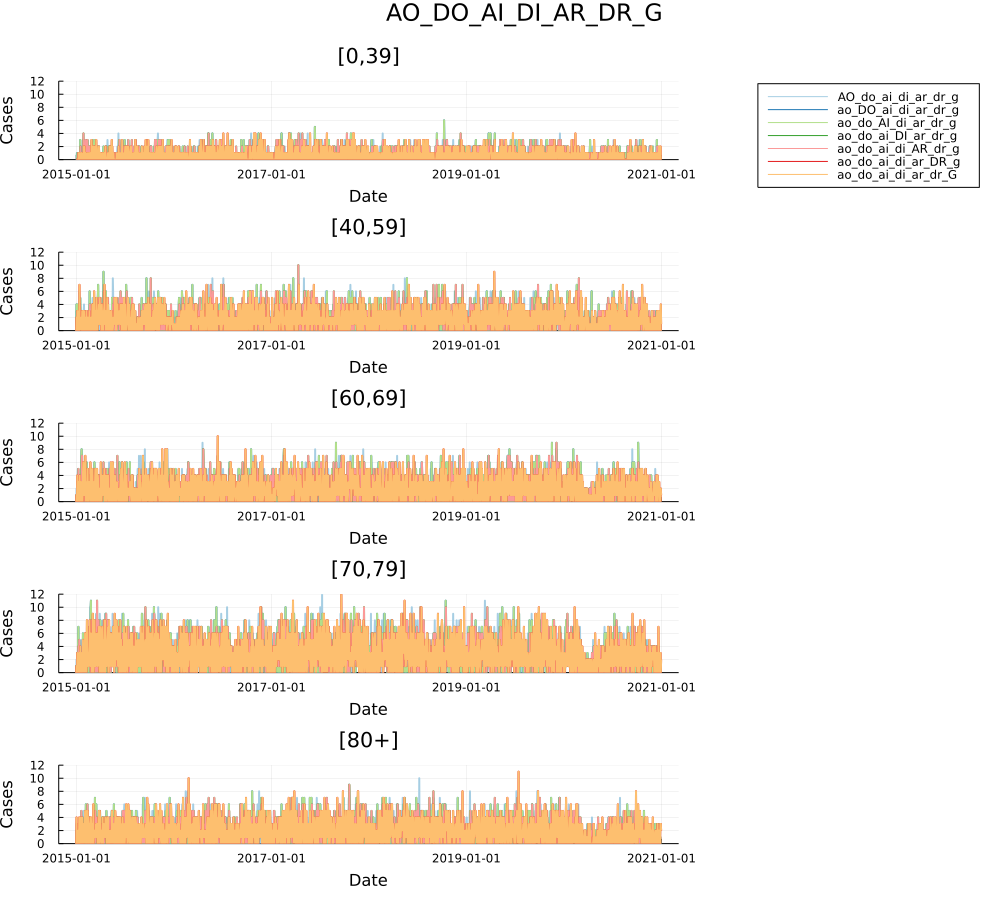 AO_DO_AI_DI_AR_DR_G
[0,39]
12
10
8
6
4
2
0
Cases
2015-01-01 2017-01-01 2019-01-01 2021-01-01
Date
AO_do_ai_di_ar_dr_g
ao_DO_ai_di_ar_dr_g
ao_do_AI_di_ar_dr_g
ao_do_ai_DI_ar_dr_g
ao_do_ai_di_AR_dr_g
ao_do_ai_di_ar_DR_g
ao_do_ai_di_ar_dr_G
[40,59]
12
10
8
6
4
2
0
Cases
2015-01-01 2017-01-01 2019-01-01 2021-01-01
Date
[60,69]
12
10
8
6
4
2
0
Cases
2015-01-01 2017-01-01 2019-01-01 2021-01-01
Date
[70,79]
12
10
8
6
4
2
0
Cases
2015-01-01 2017-01-01 2019-01-01 2021-01-01
Date
[80+]
12
10
8
6
4
2
0
Cases
2015-01-01 2017-01-01 2019-01-01 2021-01-01
Date